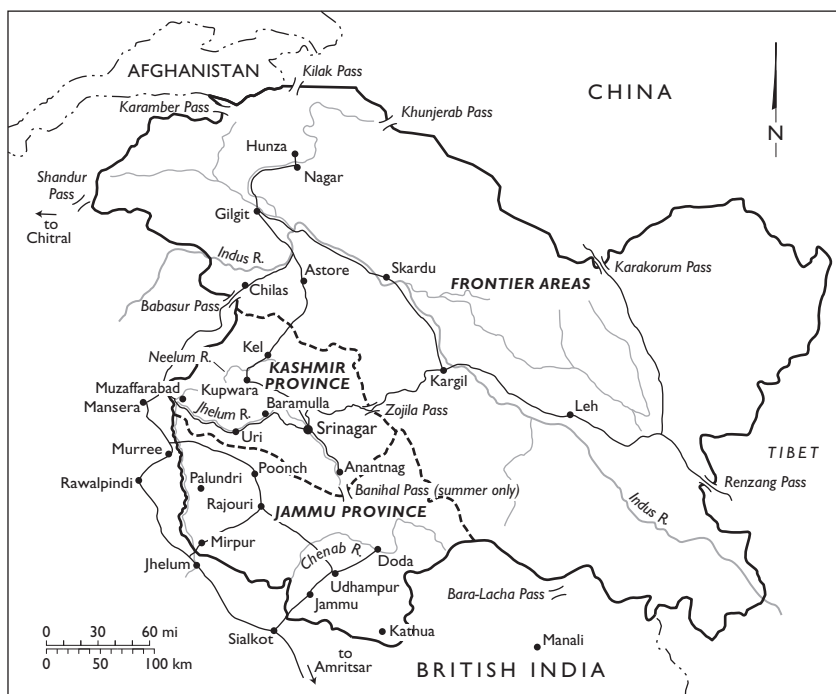 AFGHANISTAN
Kilak Pass
CHINA
Karamber Pass
Khunjerab Pass
N
Hunza
Nagar
Shandur
Pass
to
Chitral
Gilgit
Indus R.
Astore
Skardu
FRONTIER AREAS
Karakorum Pass
Chilas
Babasur Pass
Kel
Neelum R.
KASHMIR
PROVINCE
Kargil
Muzaffarabad
Kupwara
Mansera
Jhelum R.
Baramulla
Zojila Pass
Leh
Uri
Srinagar
TIBET
Murree
Poonch
Anantnag
Renzang Pass
Rawalpindi
Palundri
Banihal Pass (summer only)
Rajouri
JAMMU PROVINCE
Indus R.
Mirpur
Chenab R.
Doda
Jhelum
Udhampur
Jammu
Bara-Lacha Pass
Sialkot
Kathua
Manali
0 30 60 mi
0 50 100 km
to
Amritsar
BRITISH INDIA